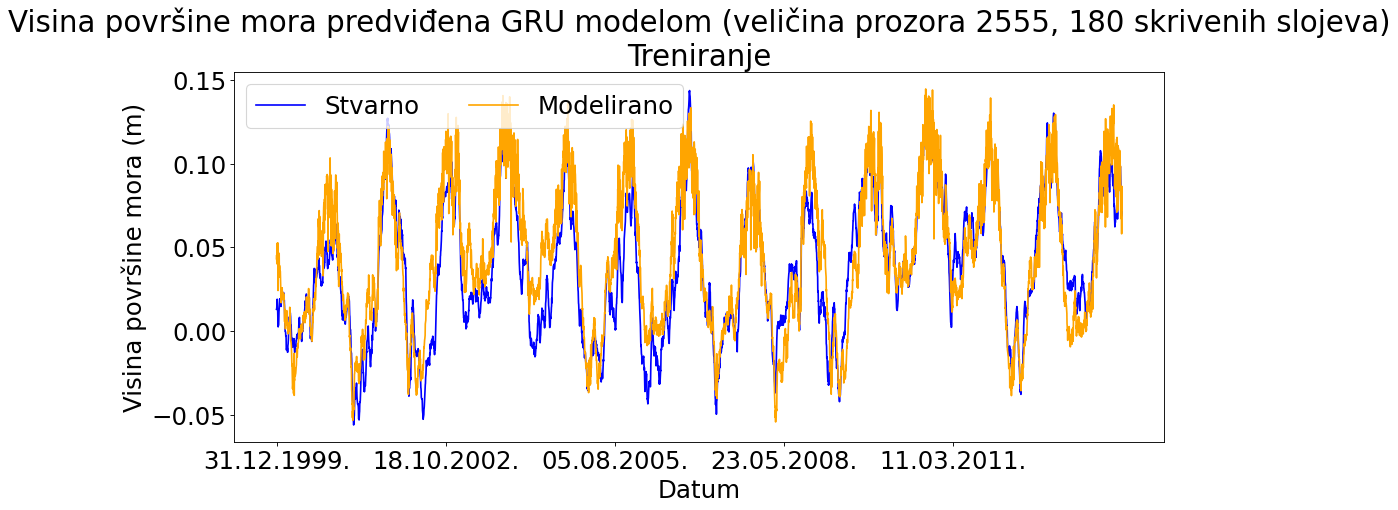 Visina površine mora predviđena GRU modelom (veličina prozora 2555, 180 skrivenih slojeva)
Treniranje
Stvarno Modelirano
Visina površine mora (m)
0.15
0.10
0.05
0.00
−0.05
31.12.1999. 18.10.2002. 05.08.2005. 23.05.2008. 11.03.2011.
Datum